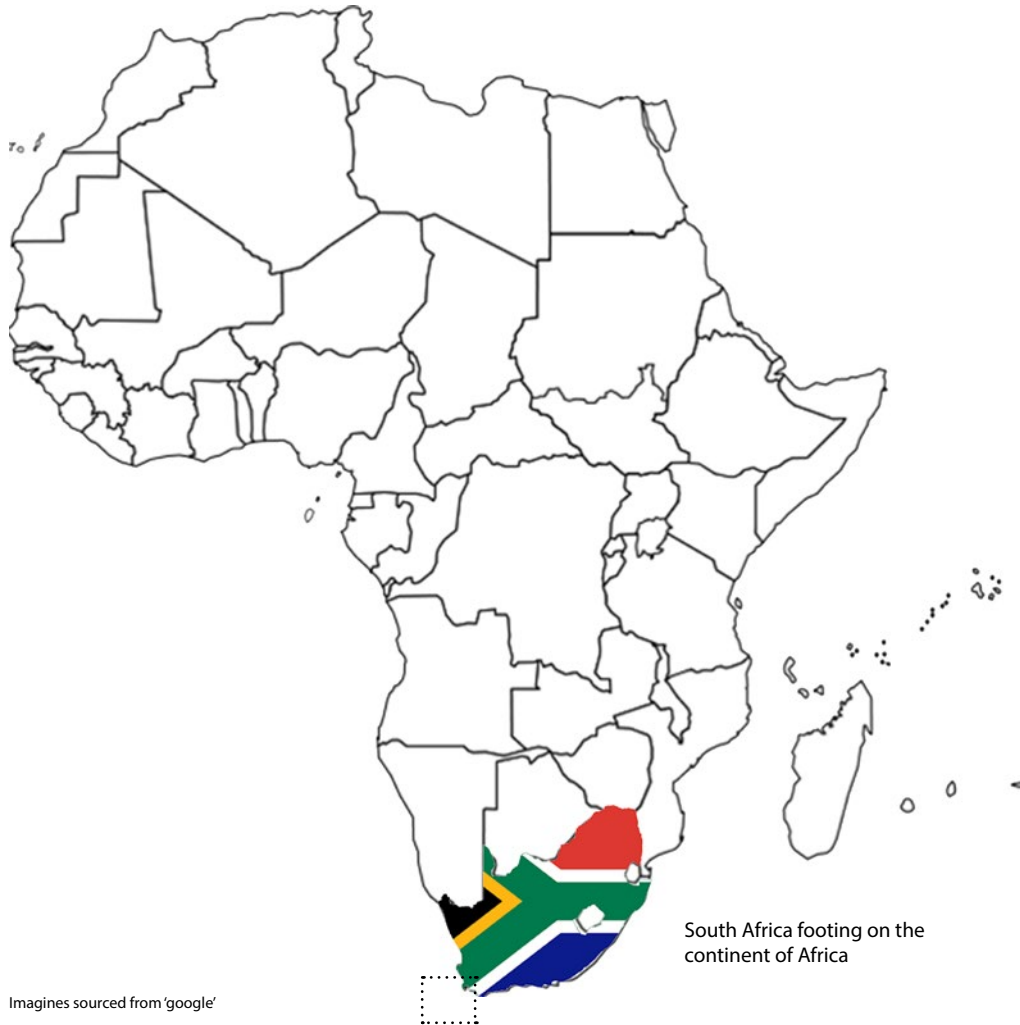 South Africa footing on the
continent of Africa
Imagines sourced from ‘google’